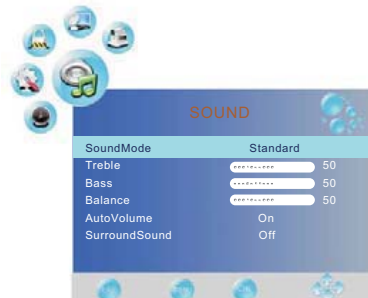 SOUND
SoundMode Standard
Treble 50
Bass 50
Balance 50
AutoVolume On
SurroundSound Off